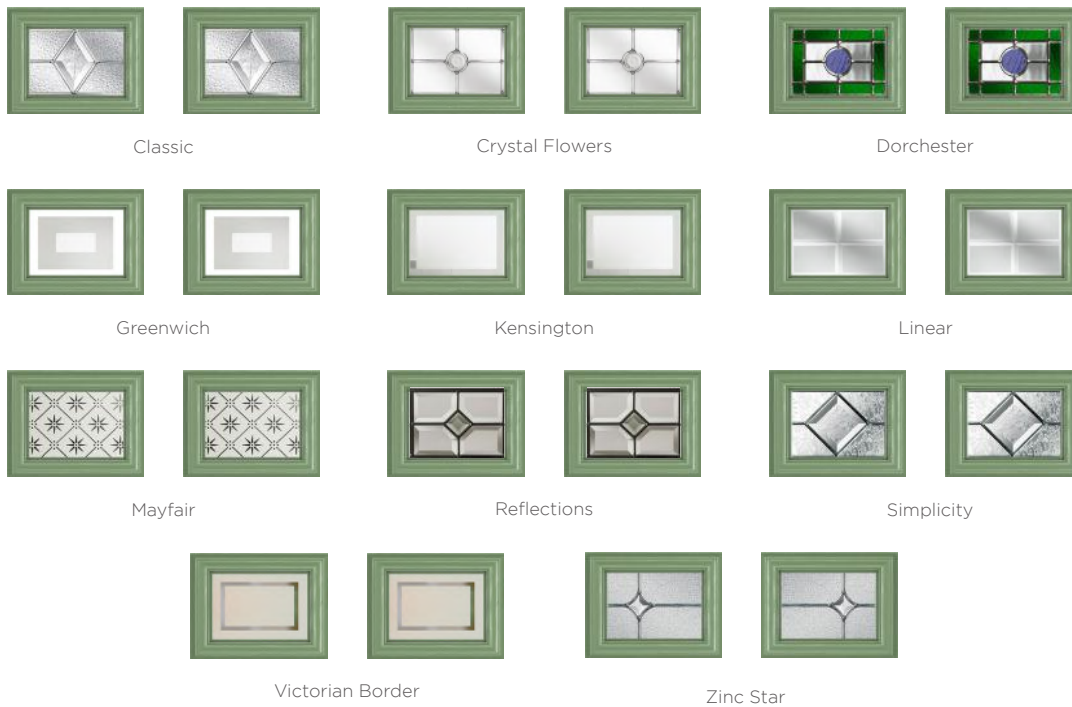 Classic
Crystal Flowers
Dorchester
Greenwich
Kensington
Linear
Mayfair
Reflections
Simplicity
Victorian Border
Zinc Star